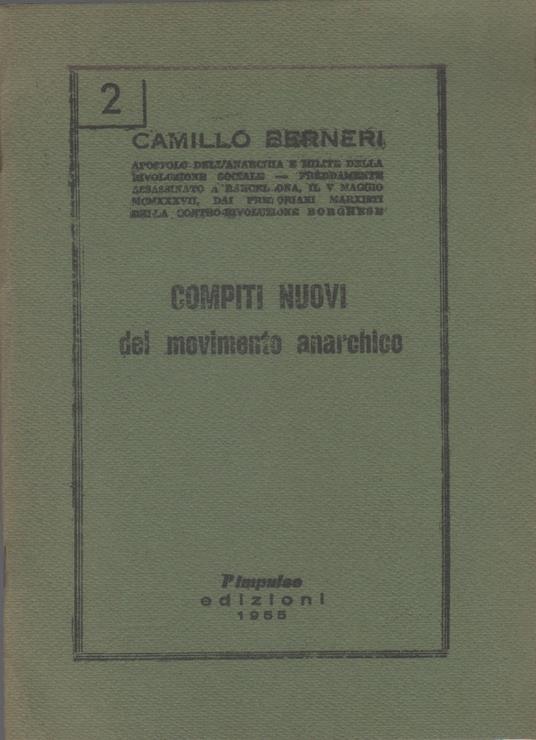 2
CAMILLO BERNERI
APOSTOLO DELL'ANARCHIA E MILITE DELLA
RIVOLUZIONE SOCIALE — FREDDAMENTE
ASSASSINATO A BARCELLONA, IL V MAGGIO
MCMXXXVII, DAI PRETORIANI MARXISTI
DELLA CONTRO-RIVOLUZIONE BORGHESE
COMPITI NUOVI
del movimento anarchico
l'impulso
edizioni
1955